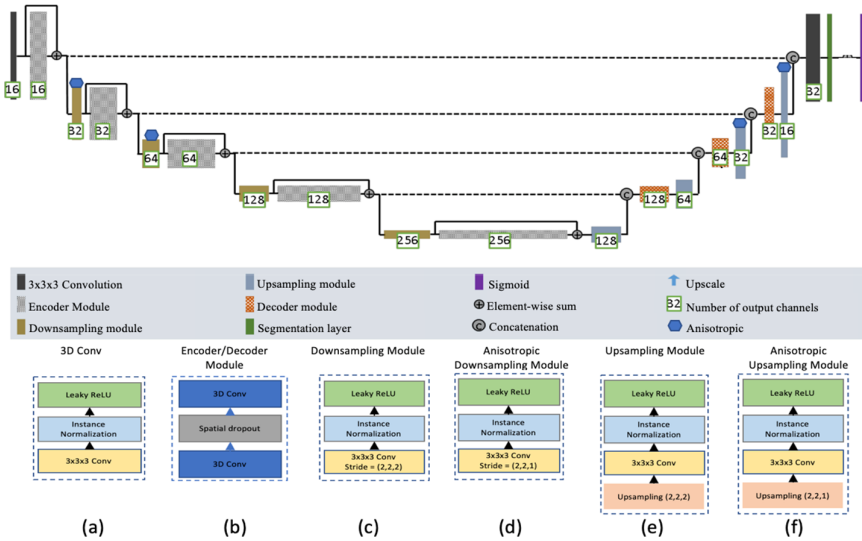 16
16
32
32
64
64
128
128
256
256
128
128
64
64
32
32
16
32
C
C
C
C
3x3x3 Convolution
Upsampling module
Sigmoid
Upscale
Encoder Module
Decoder module
Element-wise sum
32 Number of output channels
Downsampling module
Segmentation layer
C Concatenation
Anisotropic
3D Conv
Encoder/Decoder
Module
Downsampling Module
Anisotropic
Downsampling Module
Upsampling Module
Anisotropic
Upsampling Module
Leaky ReLU
Instance
Normalization
3x3x3 Conv
(a)
3D Conv
Spatial dropout
3D Conv
(b)
Leaky ReLU
Instance
Normalization
3x3x3 Conv
Stride = (2,2,2)
(c)
Leaky ReLU
Instance
Normalization
3x3x3 Conv
Stride = (2,2,1)
(d)
Leaky ReLU
Instance
Normalization
3x3x3 Conv
Upsampling (2,2,2)
(e)
Leaky ReLU
Instance
Normalization
3x3x3 Conv
Upsampling (2,2,1)
(f)